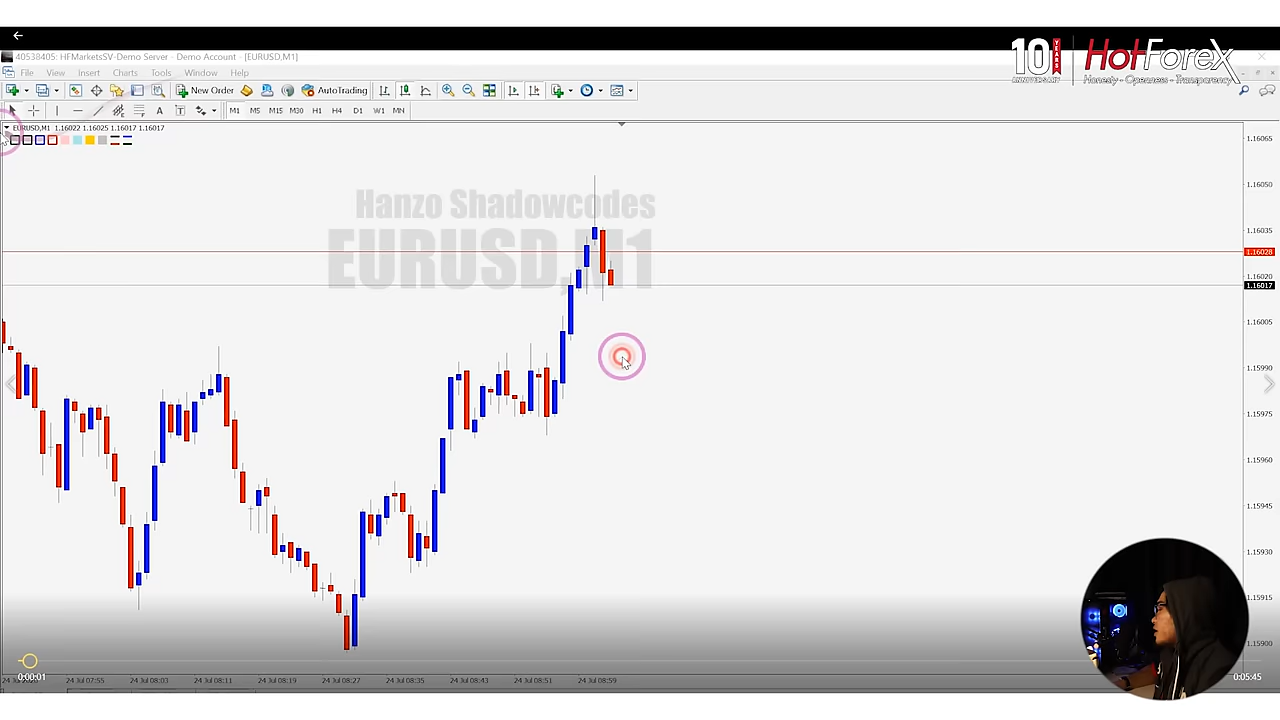 40538405: HFMarketsSV-Demo Server - Demo Account - [EURUSD,M1]
10 YEARS ANNIVERSARY
HotForex
Honesty - Openness - Transparency
File View Insert Charts Tools Window Help
New Order AutoTrading
A T M1 M5 M15 M30 H1 H4 D1 W1 MN
EURUSD,M1 1.16022 1.16025 1.16017 1.16017
Hanzo Shadowcodes
EURUSD,M1
1.16065
1.16050
1.16035
1.16028
1.16020
1.16017
1.16005
1.15990
1.15975
1.15960
1.15945
1.15930
1.15915
1.15900
0:00:01
0:05:45
24 Jul 07:55 24 Jul 08:03 24 Jul 08:11 24 Jul 08:19 24 Jul 08:27 24 Jul 08:35 24 Jul 08:43 24 Jul 08:51 24 Jul 08:59